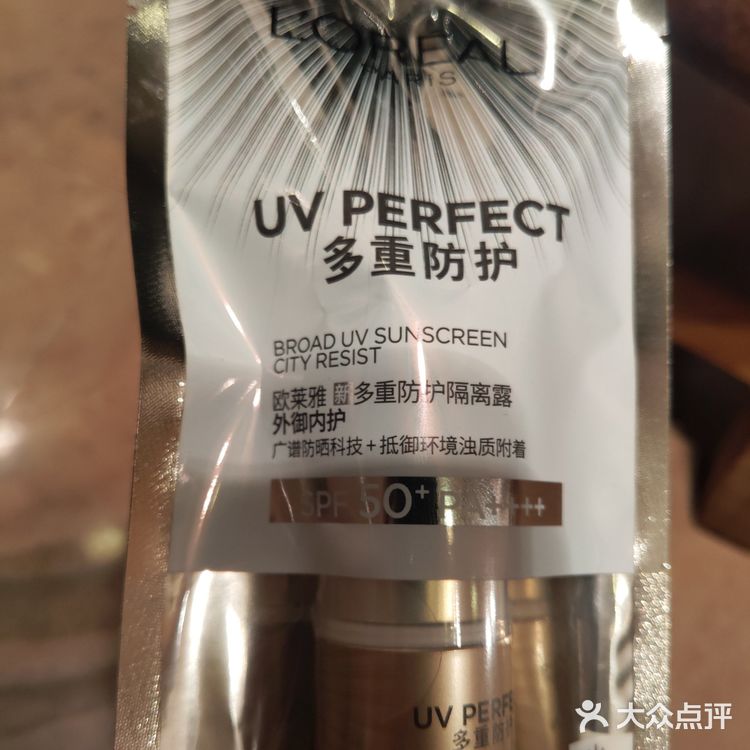 L'ORÉAL
PARIS
UV PERFECT
多重防护
BROAD UV SUNSCREEN
CITY RESIST
欧莱雅 新 多重防护隔离露
外御内护
广谱防晒科技+抵御环境浊质附着
SPF 50+ PA++++
UV PERFE
多重防护
大众点评